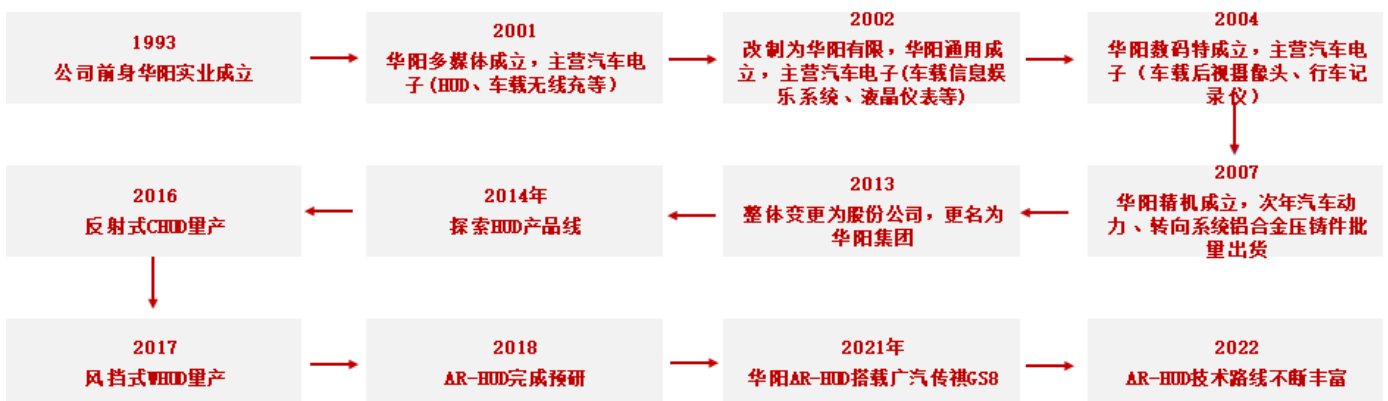 1993
公司前身华阳实业成立
2001
华阳多媒体成立，主营汽车电
子(HUD、车载无线充等）
2002
改制为华阳有限，华阳通用成
立，主营汽车电子(车载信息娱
乐系统、液晶仪表等)
2004
华阳数码特成立，主营汽车电
子（车载后视摄像头、行车记
录仪）
2007
华阳精机成立，次年汽车动
力、转向系统铝合金压铸件批
量出货
2013
整体变更为股份公司，更名为
华阳集团
2014年
探索HUD产品线
2016
反射式CHUD量产
2017
风挡式WHUD量产
2018
AR-HUD完成预研
2021年
华阳AR-HUD搭载广汽传祺GS8
2022
AR-HUD技术路线不断丰富